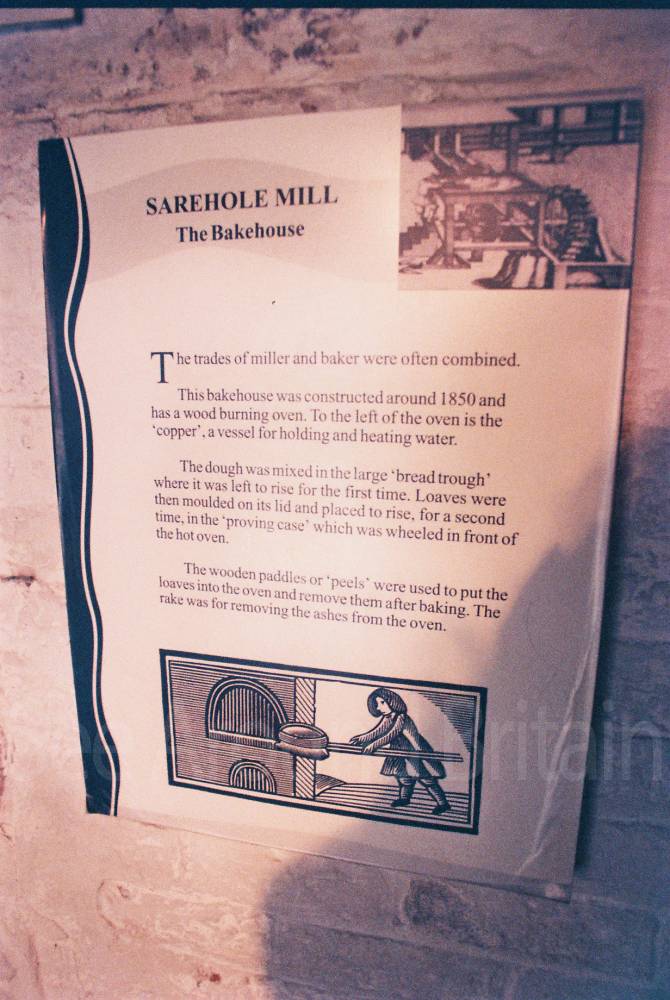 SAREHOLE MILL
The Bakehouse
The trades of miller and baker were often combined.
This bakehouse was constructed around 1850 and
has a wood burning oven. To the left of the oven is the
‘copper’, a vessel for holding and heating water.
The dough was mixed in the large ‘bread trough’
where it was left to rise for the first time. Loaves were
then moulded on its lid and placed to rise, for a second
time, in the ‘proving case’ which was wheeled in front of
the hot oven.
The wooden paddles or ‘peels’ were used to put the
loaves into the oven and remove them after baking. The
rake was for removing the ashes from the oven.
Britain